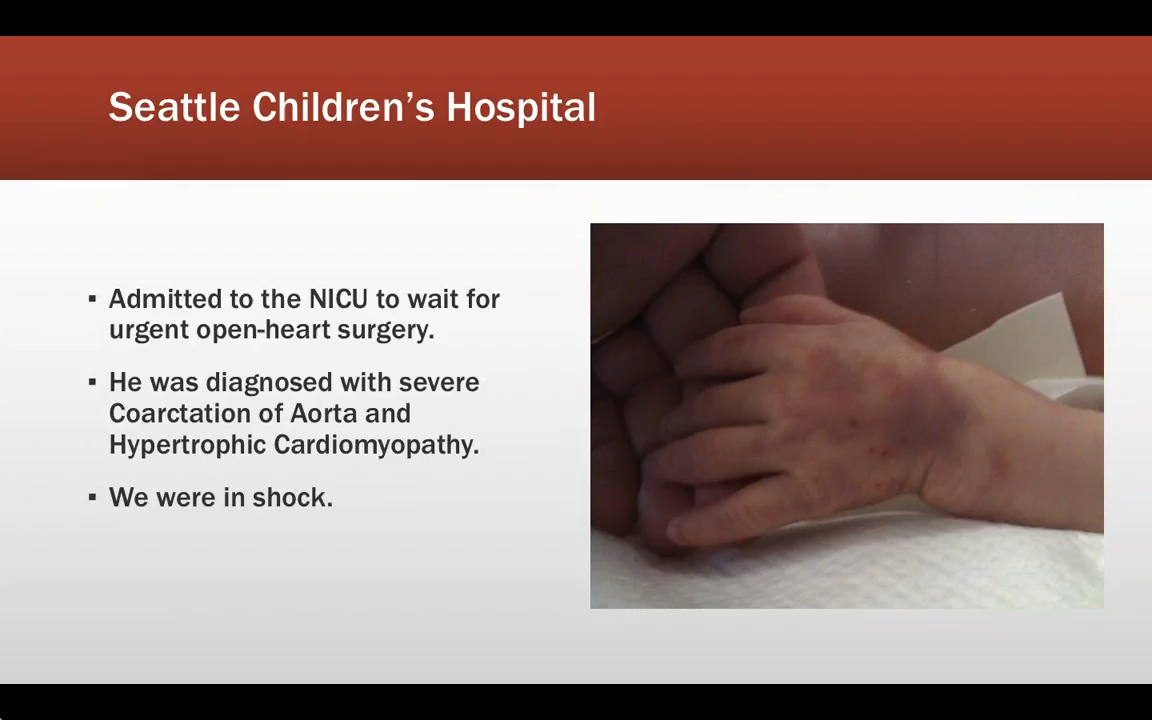 Seattle Children’s Hospital
▪ Admitted to the NICU to wait for
urgent open-heart surgery.
▪ He was diagnosed with severe
Coarctation of Aorta and
Hypertrophic Cardiomyopathy.
▪ We were in shock.